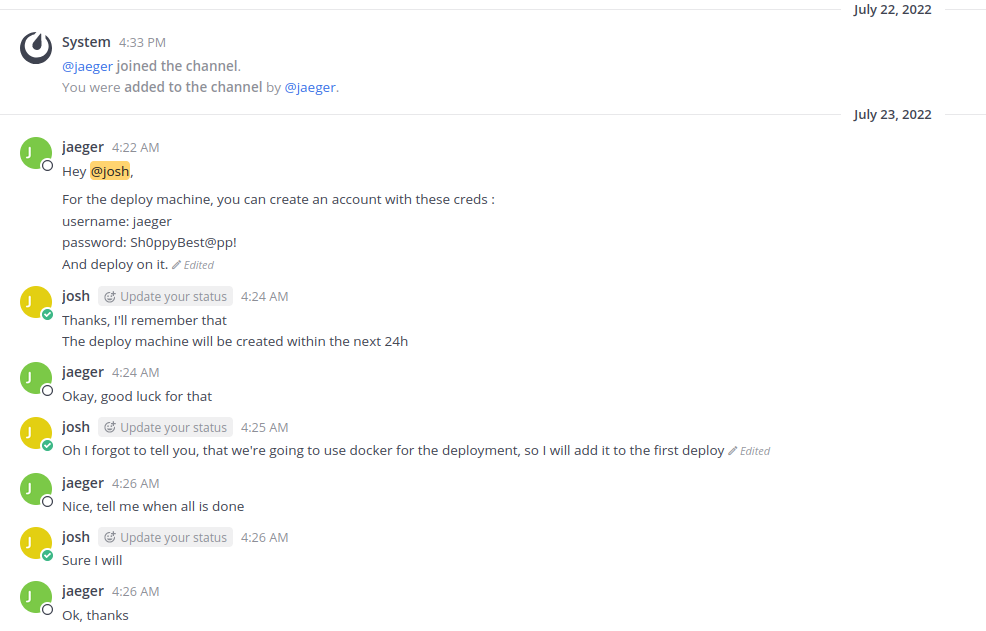 July 22, 2022
System 4:33 PM
@jaeger joined the channel.
You were added to the channel by @jaeger.
July 23, 2022
J
jaeger 4:22 AM
Hey @josh,
For the deploy machine, you can create an account with these creds :
username: jaeger
password: Sh0ppyBest@pp!
And deploy on it. Edited
J
josh Update your status 4:24 AM
Thanks, I'll remember that
The deploy machine will be created within the next 24h
J
jaeger 4:24 AM
Okay, good luck for that
J
josh Update your status 4:25 AM
Oh I forgot to tell you, that we're going to use docker for the deployment, so I will add it to the first deploy Edited
J
jaeger 4:26 AM
Nice, tell me when all is done
J
josh Update your status 4:26 AM
Sure I will
J
jaeger 4:26 AM
Ok, thanks